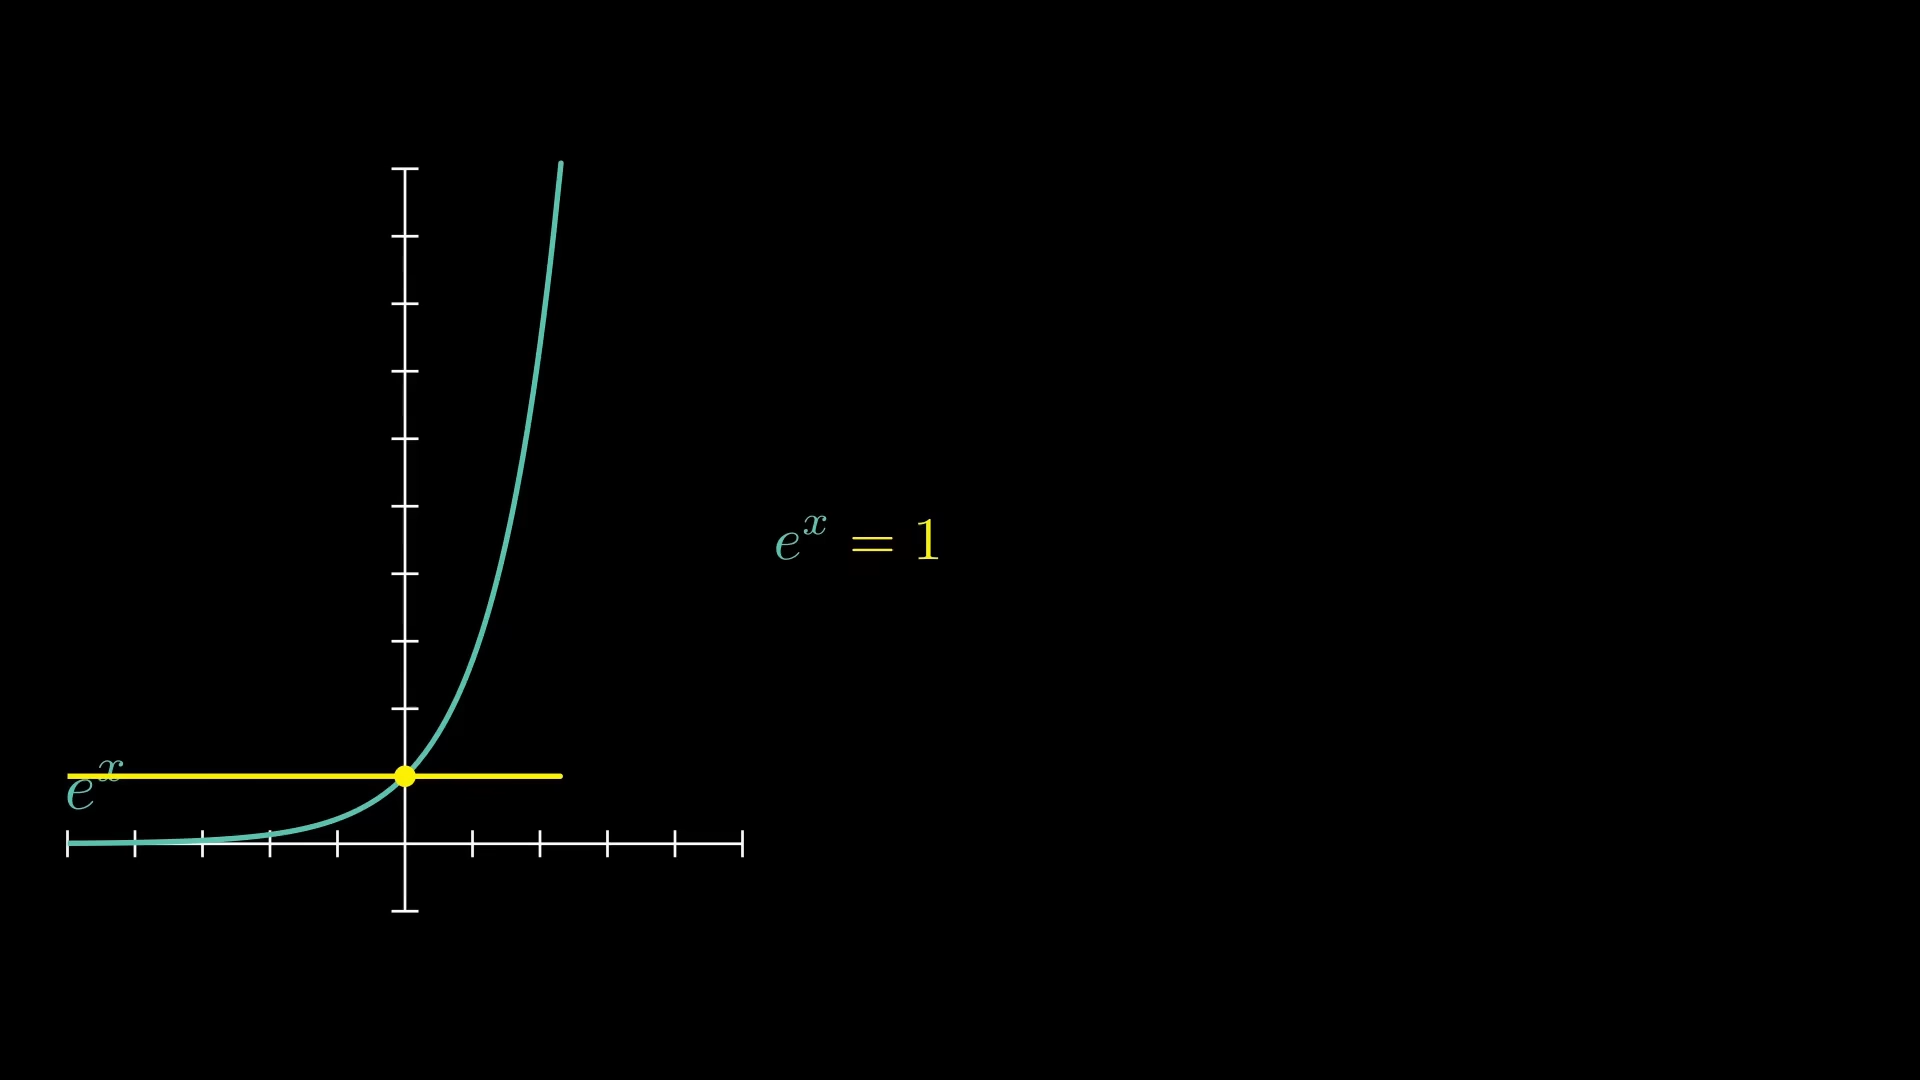 e^x = 1
e^x